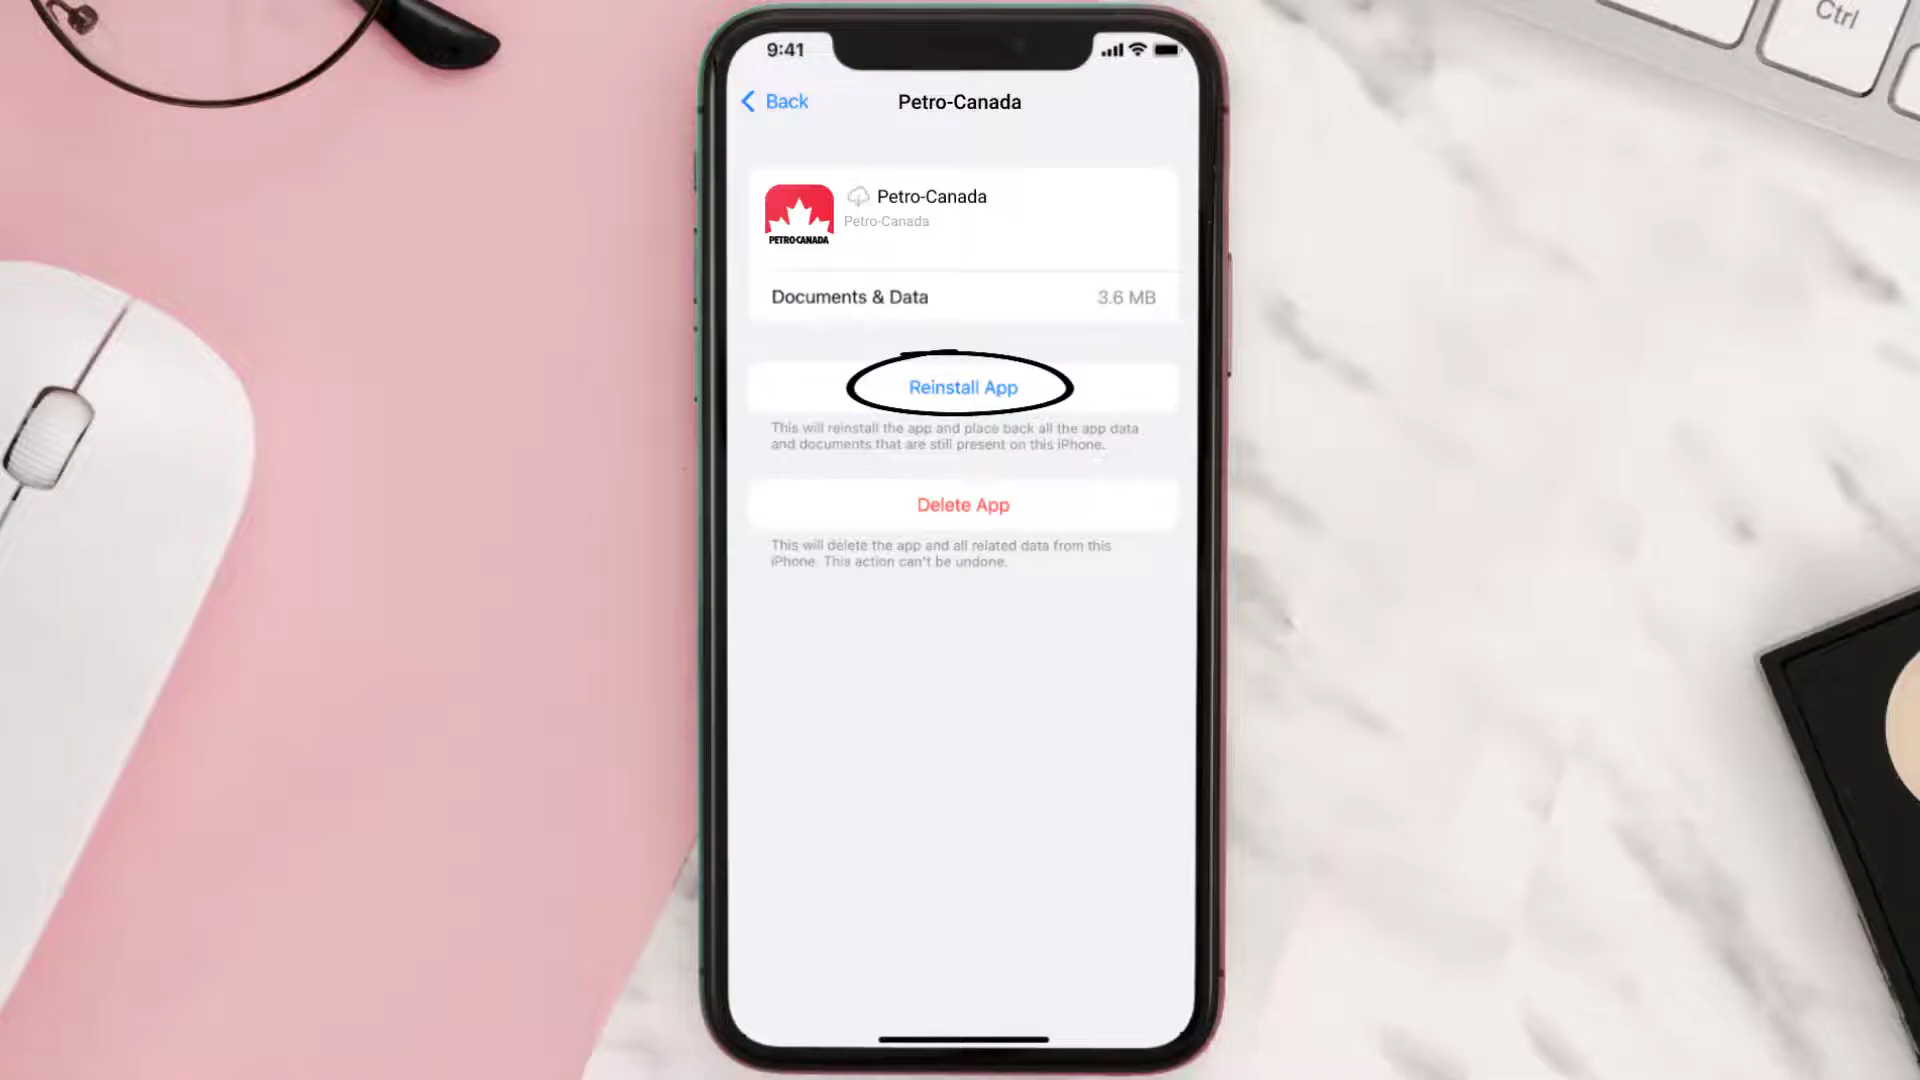 Ctrl
9:41
Back
Petro-Canada
Petro-Canada
Petro-Canada
PETRO-CANADA
Documents & Data
3.6 MB
Reinstall App
This will reinstall the app and place back all the app data
and documents that are still present on this iPhone.
Delete App
This will delete the app and all related data from this
iPhone. This action can't be undone.